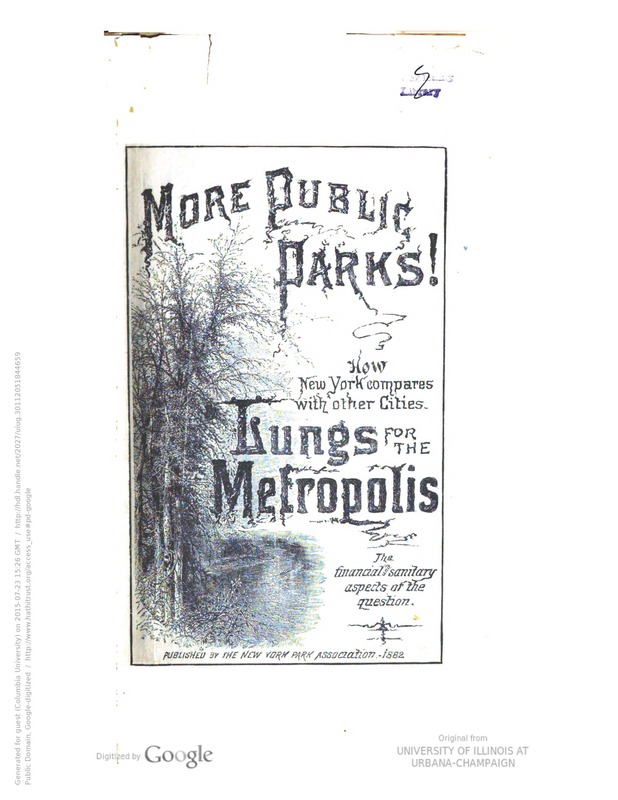 MORE PUBLIC
PARKS!
How
New York compares
with other Cities.
Lungs FOR
THE
Metropolis
The
financial & sanitary
aspects of the
question.
PUBLISHED BY THE NEW YORK PARK ASSOCIATION.-1882
Digitized by Google
Original from
UNIVERSITY OF ILLINOIS AT
URBANA-CHAMPAIGN
Generated for guest (Columbia University) on 2015-07-23 15:26 GMT / http://hdl.handle.net/2027/uiug.30112051844659
Public Domain, Google-digitized / http://www.hathitrust.org/access_use#pd-google